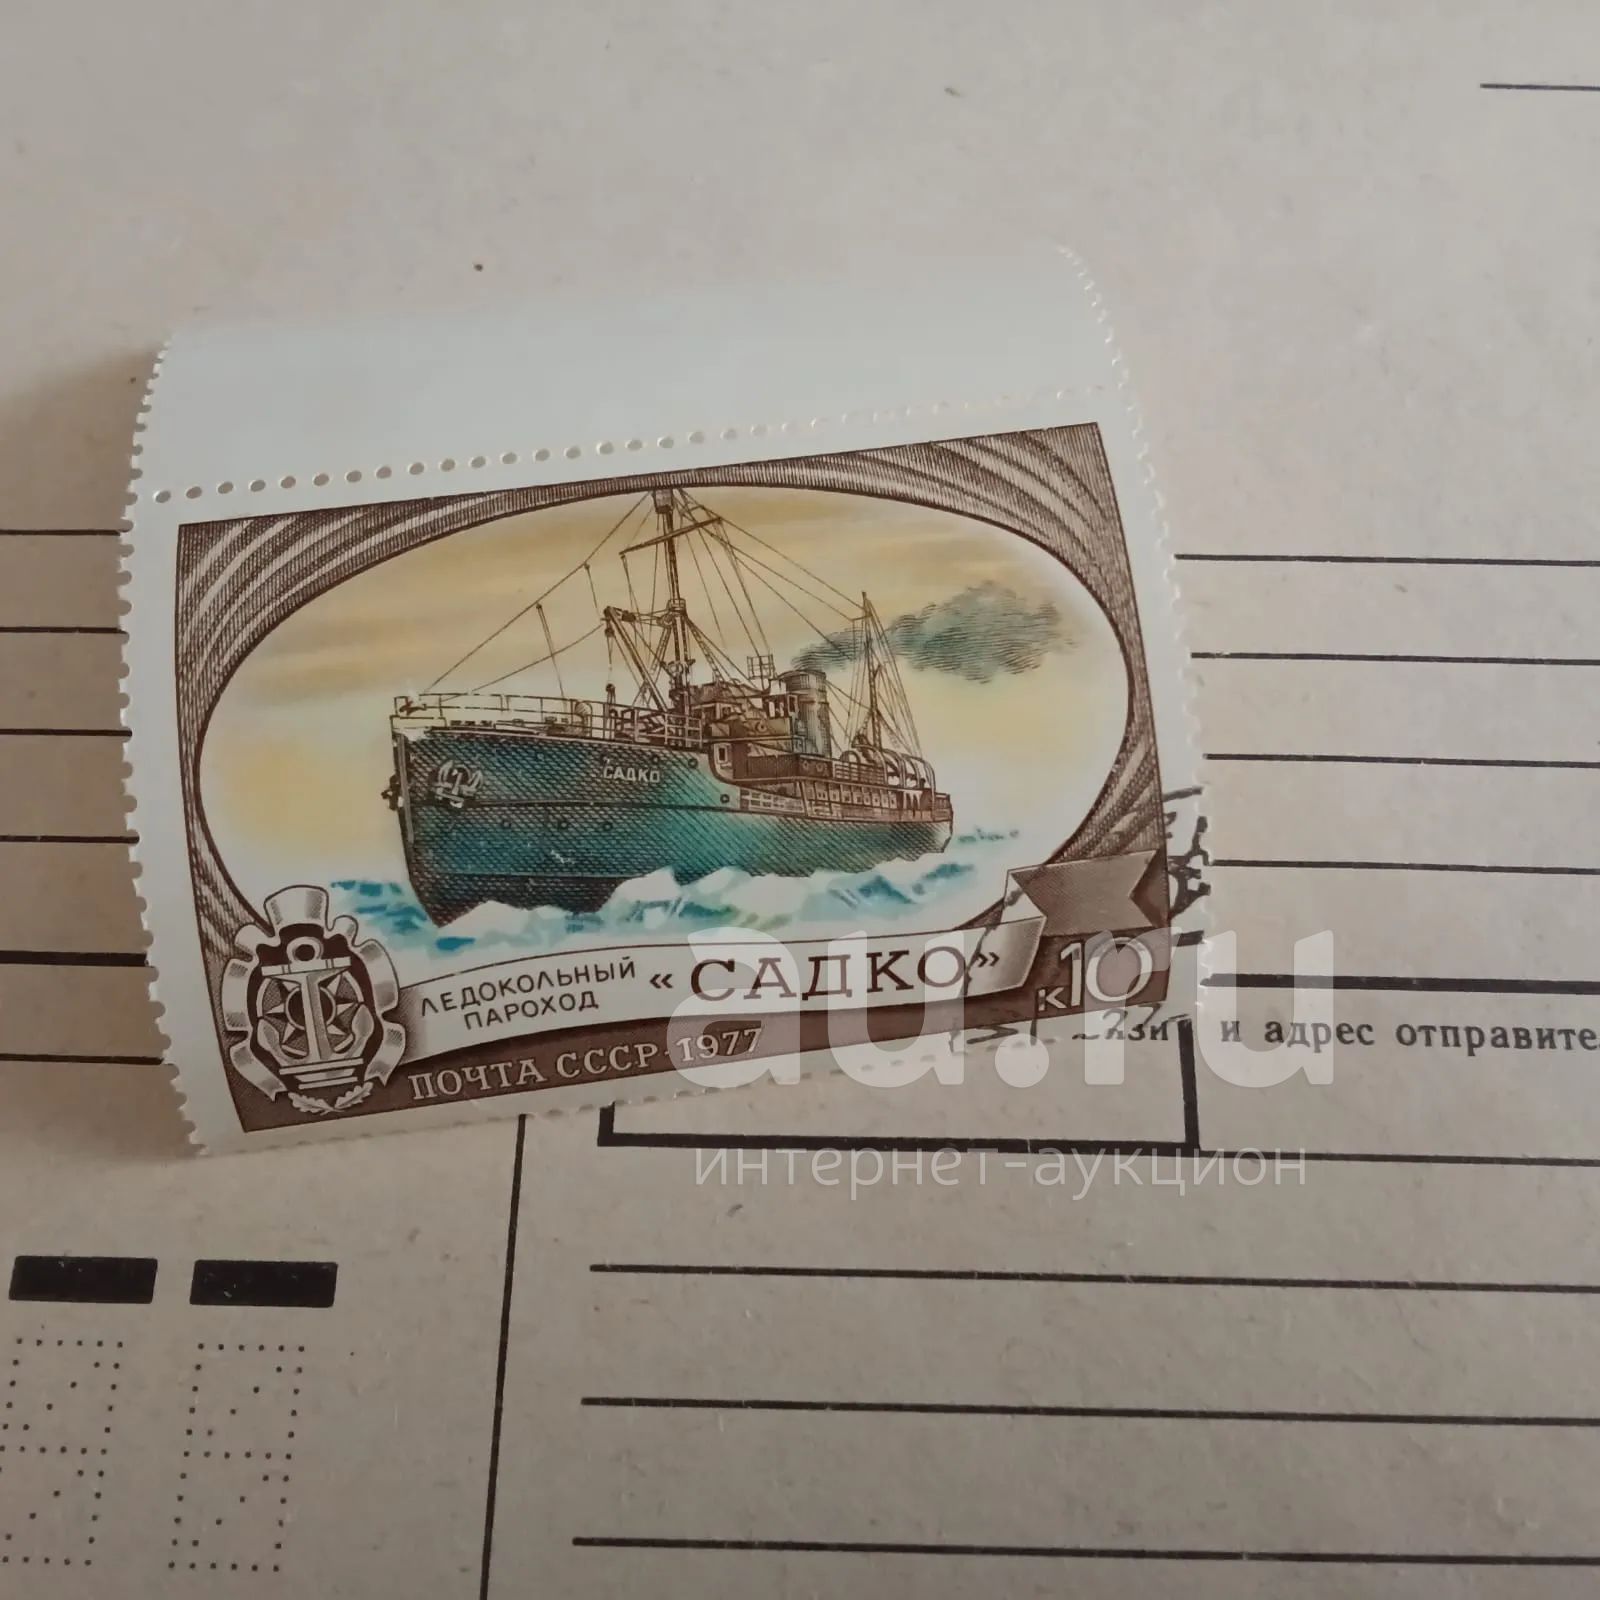 САДКО
ЛЕДОКОЛЬНЫЙ
ПАРОХОД
«САДКО»
К10
ПОЧТА СССР·1977
и адрес отправите
au.ru
интернет-аукцион